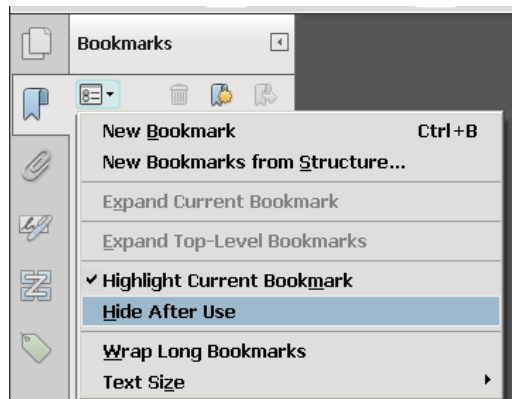 Bookmarks
New Bookmark Ctrl+B
New Bookmarks from Structure...
Expand Current Bookmark
Expand Top-Level Bookmarks
Highlight Current Bookmark
Hide After Use
Wrap Long Bookmarks
Text Size